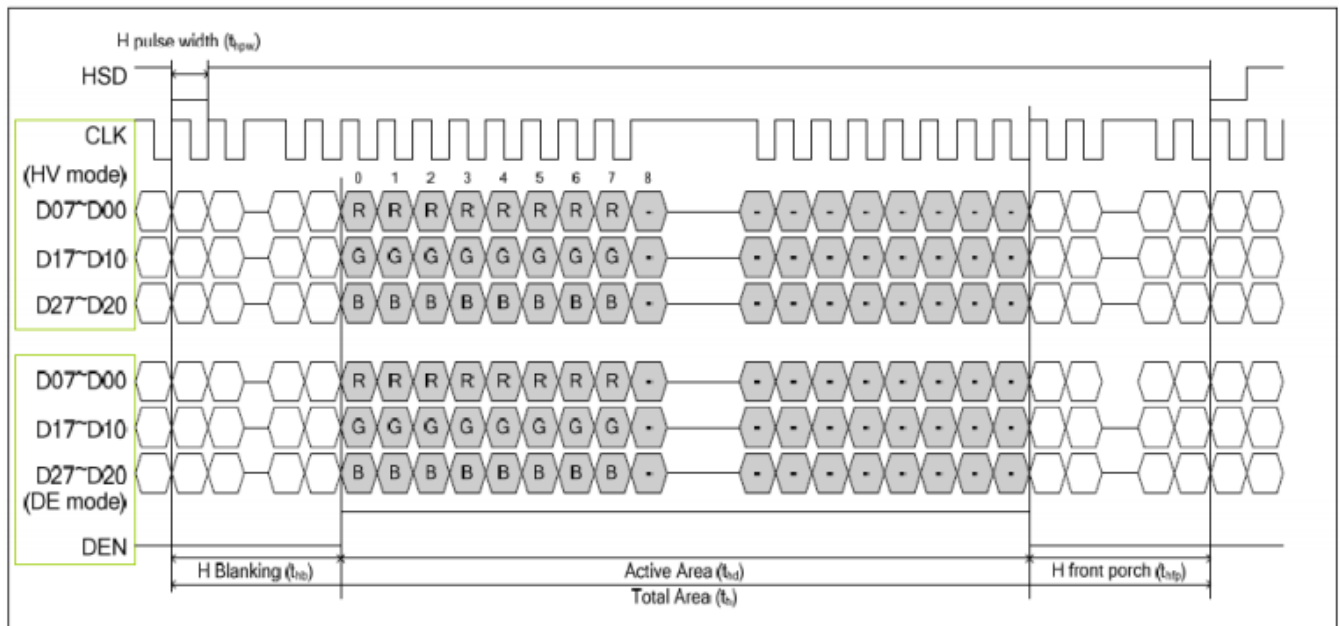 H pulse width (thpw)
HSD
CLK
(HV mode)
0 1 2 3 4 5 6 7 8
D07~D00 R R R R R R R R - - - - - - - - -
D17~D10 G G G G G G G G - - - - - - - - -
D27~D20 B B B B B B B B - - - - - - - - -
D07~D00 R R R R R R R R - - - - - - - - -
D17~D10 G G G G G G G G - - - - - - - - -
D27~D20 B B B B B B B B - - - - - - - - -
(DE mode)
DEN
H Blanking (thb) Active Area (thd) H front porch (thfp)
Total Area (th)